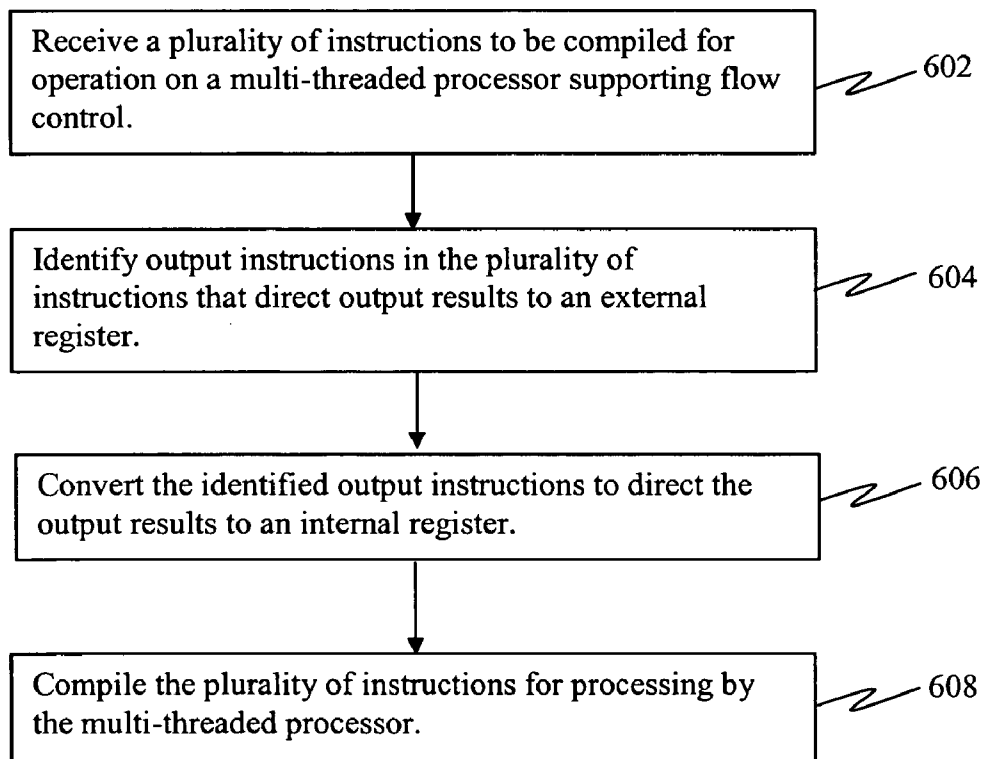 Receive a plurality of instructions to be compiled for
operation on a multi-threaded processor supporting flow
control.
602
Identify output instructions in the plurality of
instructions that direct output results to an external
register.
604
Convert the identified output instructions to direct the
output results to an internal register.
606
Compile the plurality of instructions for processing by
the multi-threaded processor.
608